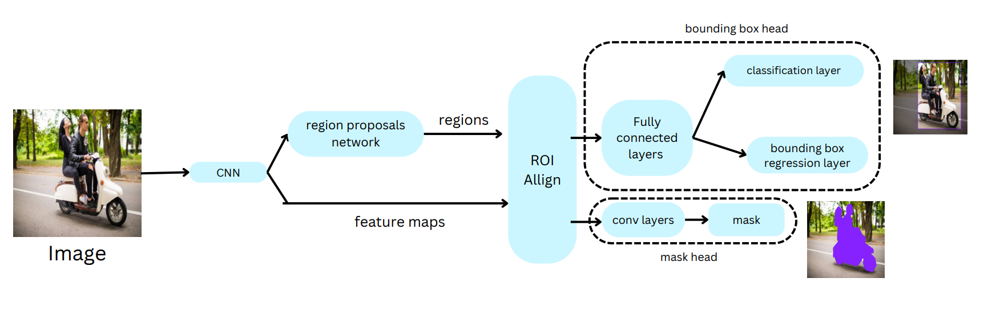 bounding box head
classification layer
region proposals
network
regions
Fully
connected
layers
bounding box
regression layer
CNN
ROI
Allign
feature maps
conv layers
mask
Image
mask head